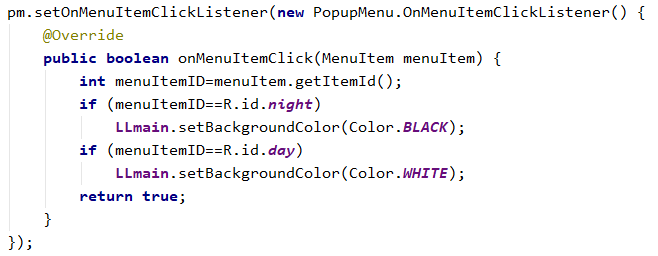 pm.setOnMenuItemClickListener(new PopupMenu.OnMenuItemClickListener() {
    @Override
    public boolean onMenuItemClick(MenuItem menuItem) {
        int menuItemID=menuItem.getItemId();
        if (menuItemID==R.id.night)
            LLmain.setBackgroundColor(Color.BLACK);
        if (menuItemID==R.id.day)
            LLmain.setBackgroundColor(Color.WHITE);
        return true;
    }
});